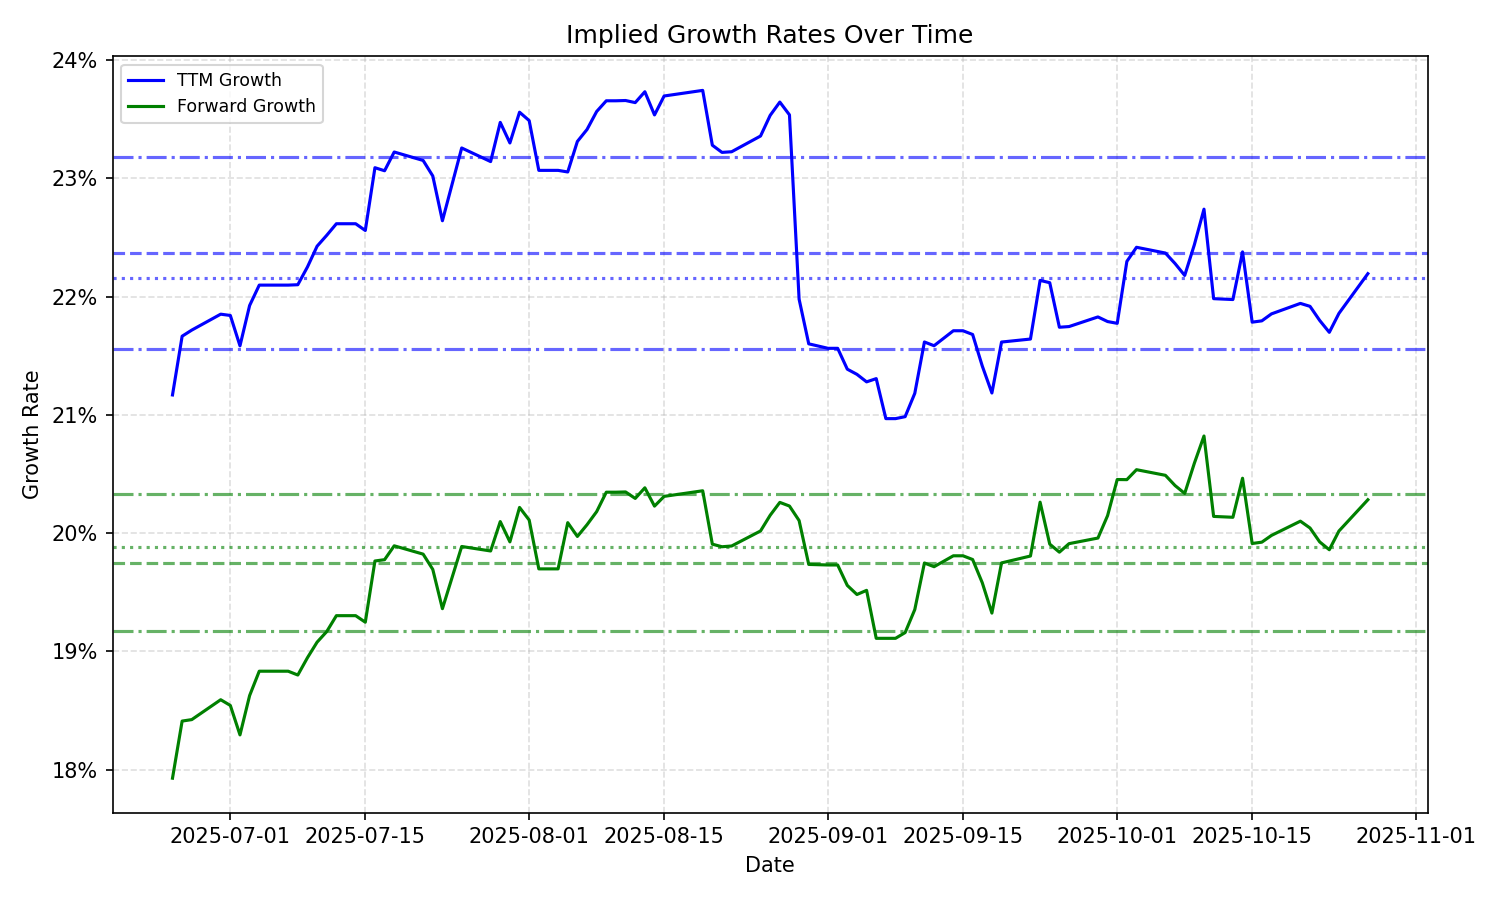 Implied Growth Rates Over Time
TTM Growth
Forward Growth
24%
23%
22%
21%
20%
19%
18%
Growth Rate
2025-07-01 2025-07-15 2025-08-01 2025-08-15 2025-09-01 2025-09-15 2025-10-01 2025-10-15 2025-11-01
Date